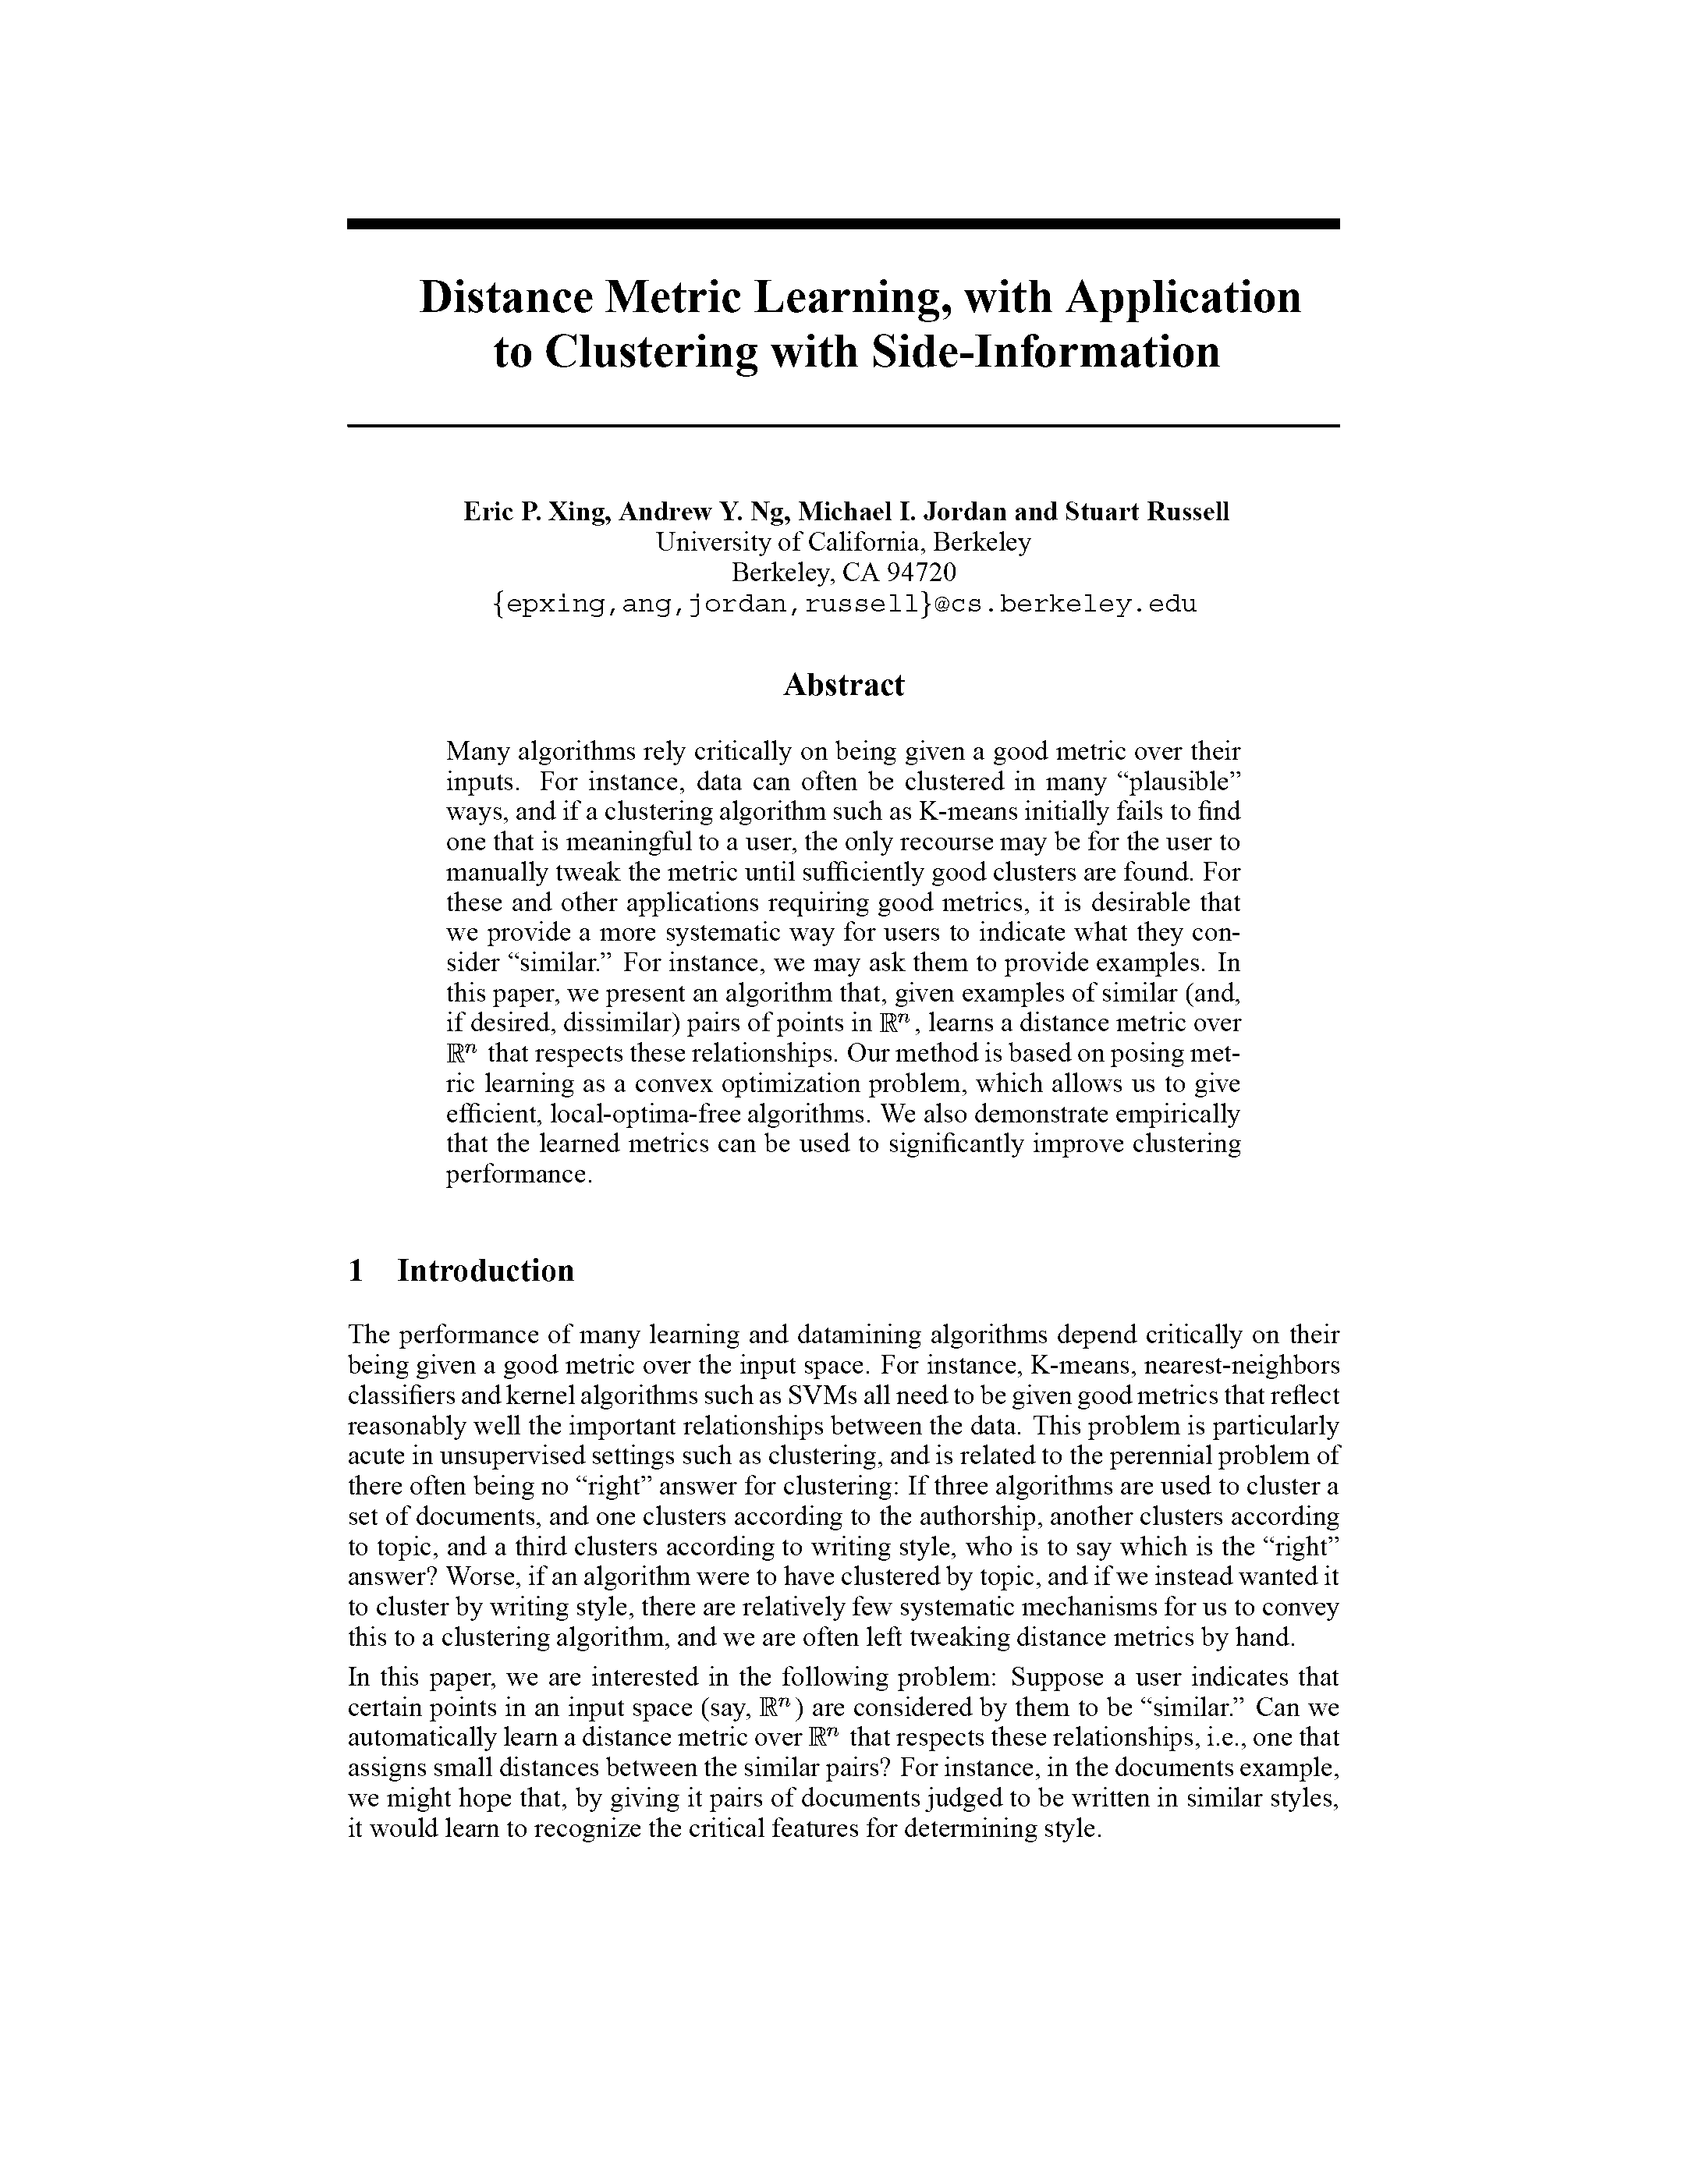 Distance Metric Learning, with Application
to Clustering with Side-Information
Eric P. Xing, Andrew Y. Ng, Michael I. Jordan and Stuart Russell
University of California, Berkeley
Berkeley, CA 94720
{epxing,ang,jordan,russell}@cs.berkeley.edu
Abstract
Many algorithms rely critically on being given a good metric over their
inputs. For instance, data can often be clustered in many “plausible”
ways, and if a clustering algorithm such as K-means initially fails to find
one that is meaningful to a user, the only recourse may be for the user to
manually tweak the metric until sufficiently good clusters are found. For
these and other applications requiring good metrics, it is desirable that
we provide a more systematic way for users to indicate what they con-
sider “similar.” For instance, we may ask them to provide examples. In
this paper, we present an algorithm that, given examples of similar (and,
if desired, dissimilar) pairs of points in ℝⁿ, learns a distance metric over
ℝⁿ that respects these relationships. Our method is based on posing met-
ric learning as a convex optimization problem, which allows us to give
efficient, local-optima-free algorithms. We also demonstrate empirically
that the learned metrics can be used to significantly improve clustering
performance.
1 Introduction
The performance of many learning and datamining algorithms depend critically on their
being given a good metric over the input space. For instance, K-means, nearest-neighbors
classifiers and kernel algorithms such as SVMs all need to be given good metrics that reflect
reasonably well the important relationships between the data. This problem is particularly
acute in unsupervised settings such as clustering, and is related to the perennial problem of
there often being no “right” answer for clustering: If three algorithms are used to cluster a
set of documents, and one clusters according to the authorship, another clusters according
to topic, and a third clusters according to writing style, who is to say which is the “right”
answer? Worse, if an algorithm were to have clustered by topic, and if we instead wanted it
to cluster by writing style, there are relatively few systematic mechanisms for us to convey
this to a clustering algorithm, and we are often left tweaking distance metrics by hand.
In this paper, we are interested in the following problem: Suppose a user indicates that
certain points in an input space (say, ℝⁿ) are considered by them to be “similar.” Can we
automatically learn a distance metric over ℝⁿ that respects these relationships, i.e., one that
assigns small distances between the similar pairs? For instance, in the documents example,
we might hope that, by giving it pairs of documents judged to be written in similar styles,
it would learn to recognize the critical features for determining style.